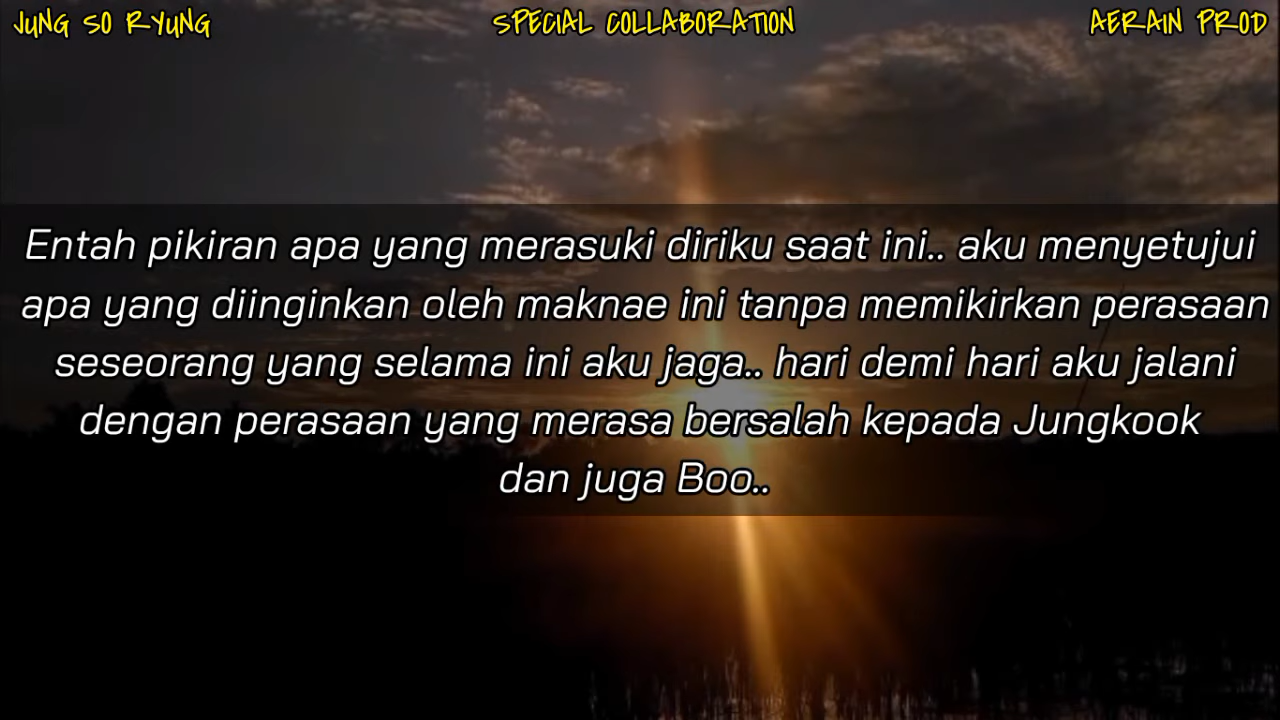 JUNG SO RYUNG SPECIAL COLLABORATION AERAIN PROD
Entah pikiran apa yang merasuki diriku saat ini.. aku menyetujui
apa yang diinginkan oleh maknae ini tanpa memikirkan perasaan
seseorang yang selama ini aku jaga.. hari demi hari aku jalani
dengan perasaan yang merasa bersalah kepada Jungkook
dan juga Boo..